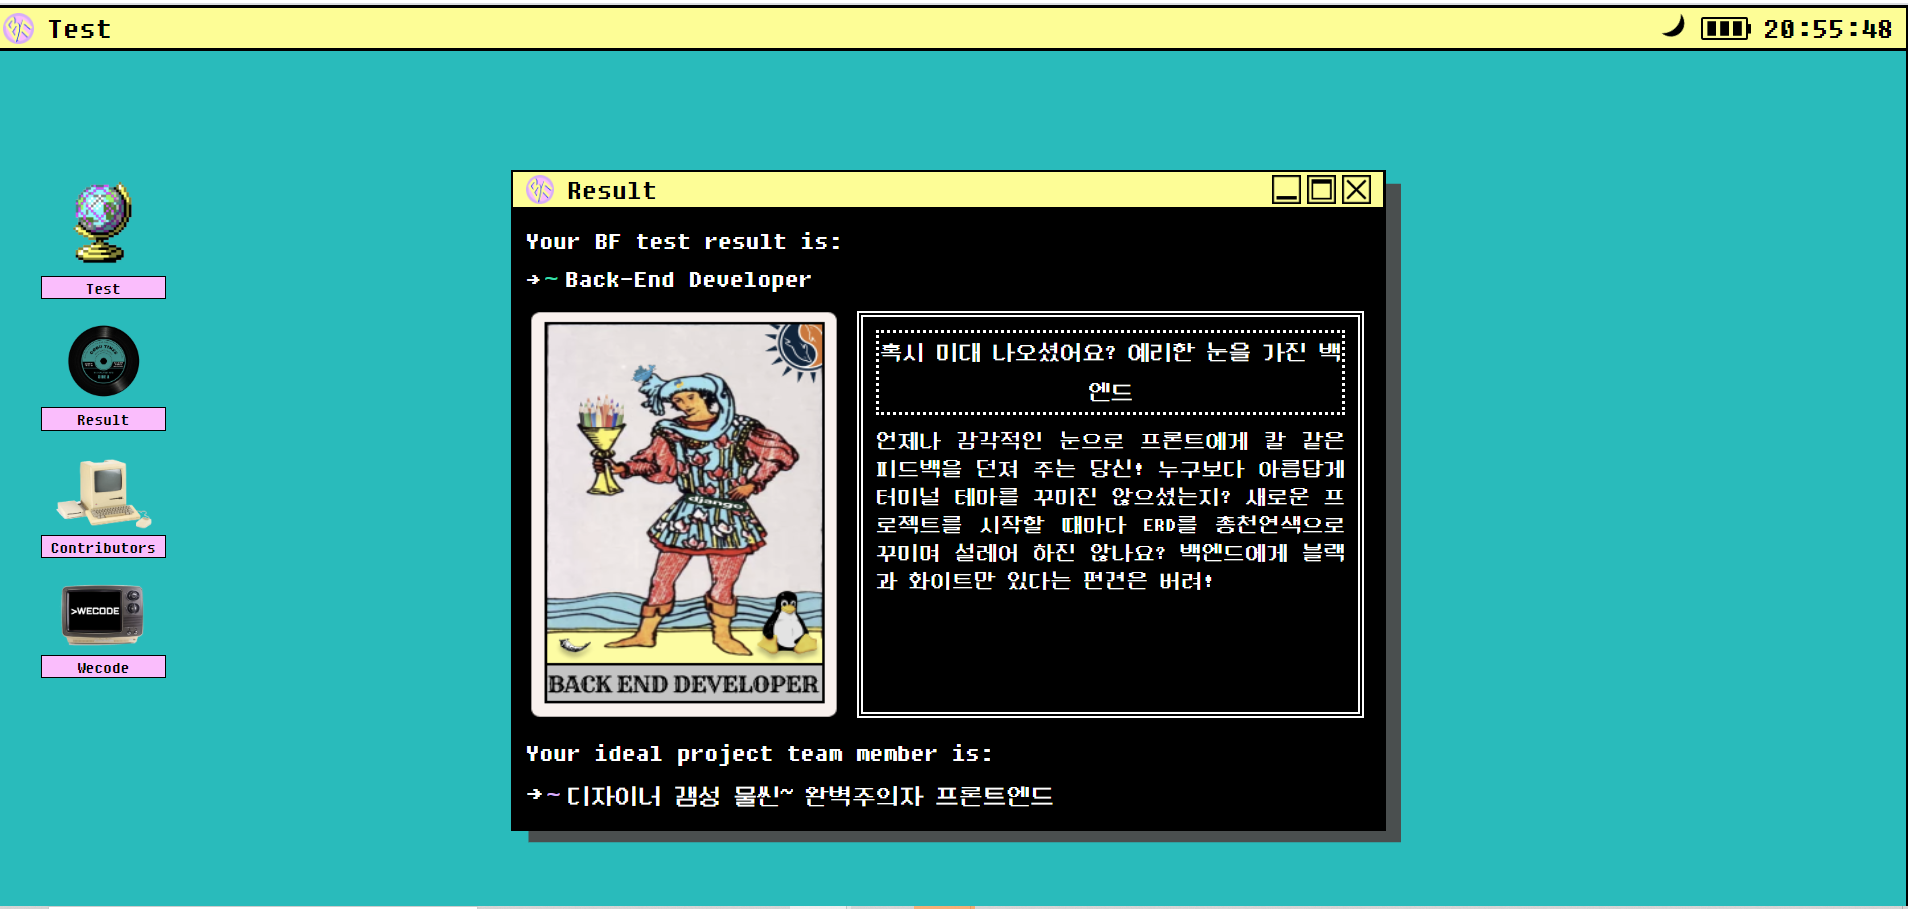 Test
20:55:48
Test
Result
Contributors
>WECODE
Wecode
Result
Your BF test result is:
→~Back-End Developer
django
BACK END DEVELOPER
혹시 미대 나오셨어요? 예리한 눈을 가진 백
엔드
언제나 감각적인 눈으로 프론트에게 칼 같은
피드백을 던져 주는 당신! 누구보다 아름답게
터미널 테마를 꾸미진 않으셨는지? 새로운 프
로젝트를 시작할 때마다 ERD를 총천연색으로
꾸미며 설레어 하진 않나요? 백엔드에게 블랙
과 화이트만 있다는 편견은 버려!
Your ideal project team member is:
→~디자이너 갬성 물씬~ 완벽주의자 프론트엔드